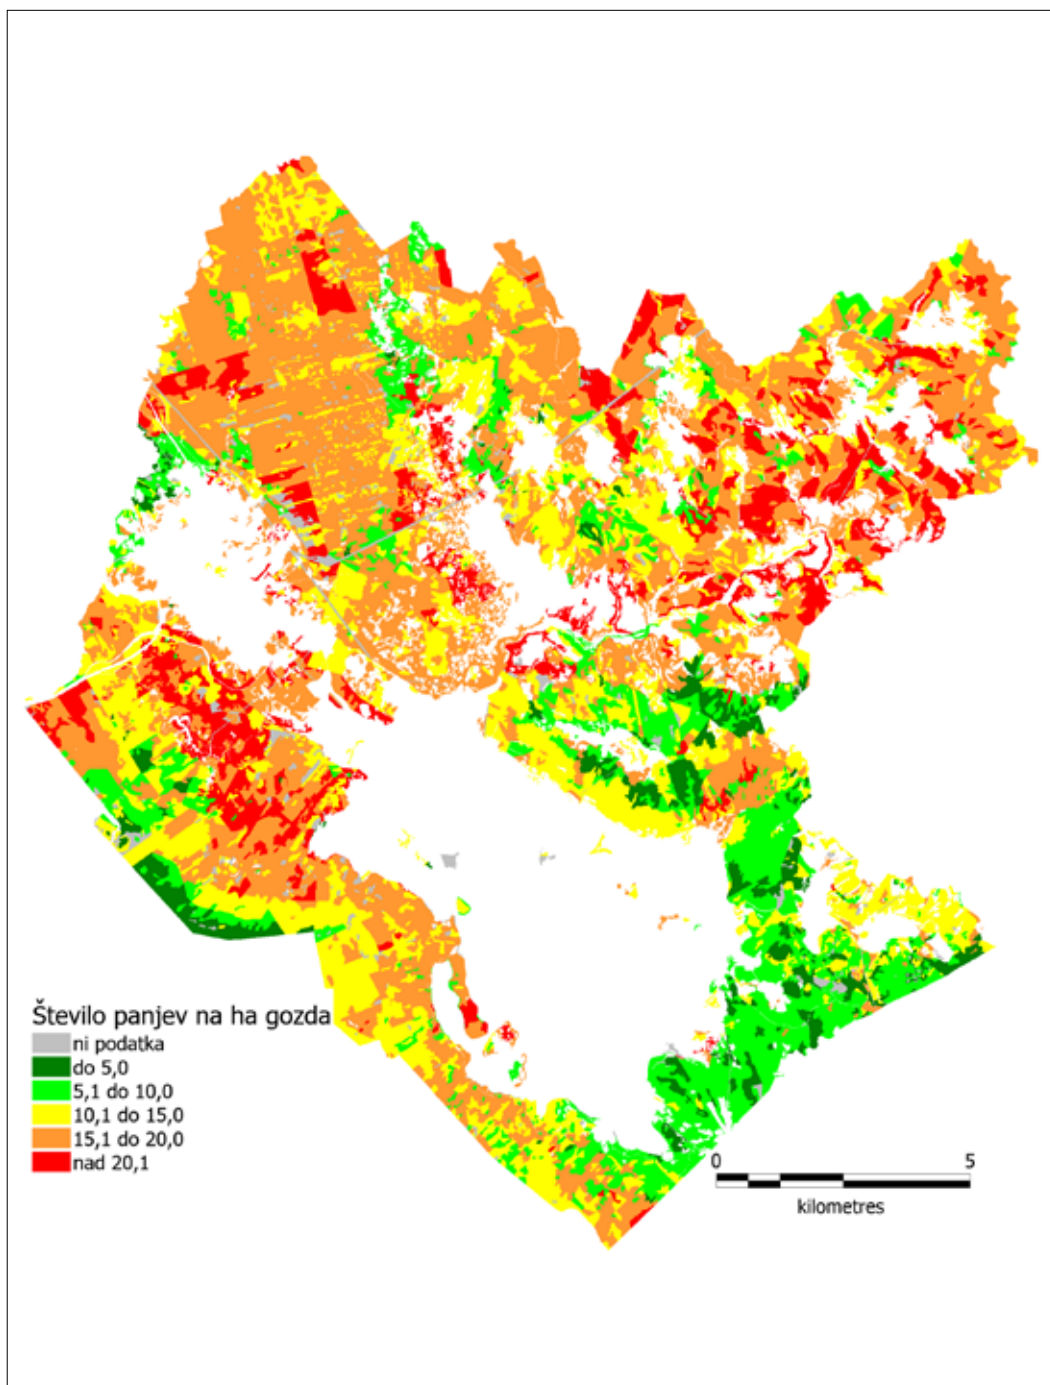 Število panjev na ha gozda
ni podatka
do 5,0
5,1 do 10,0
10,1 do 15,0
15,1 do 20,0
nad 20,1
0 5
kilometres